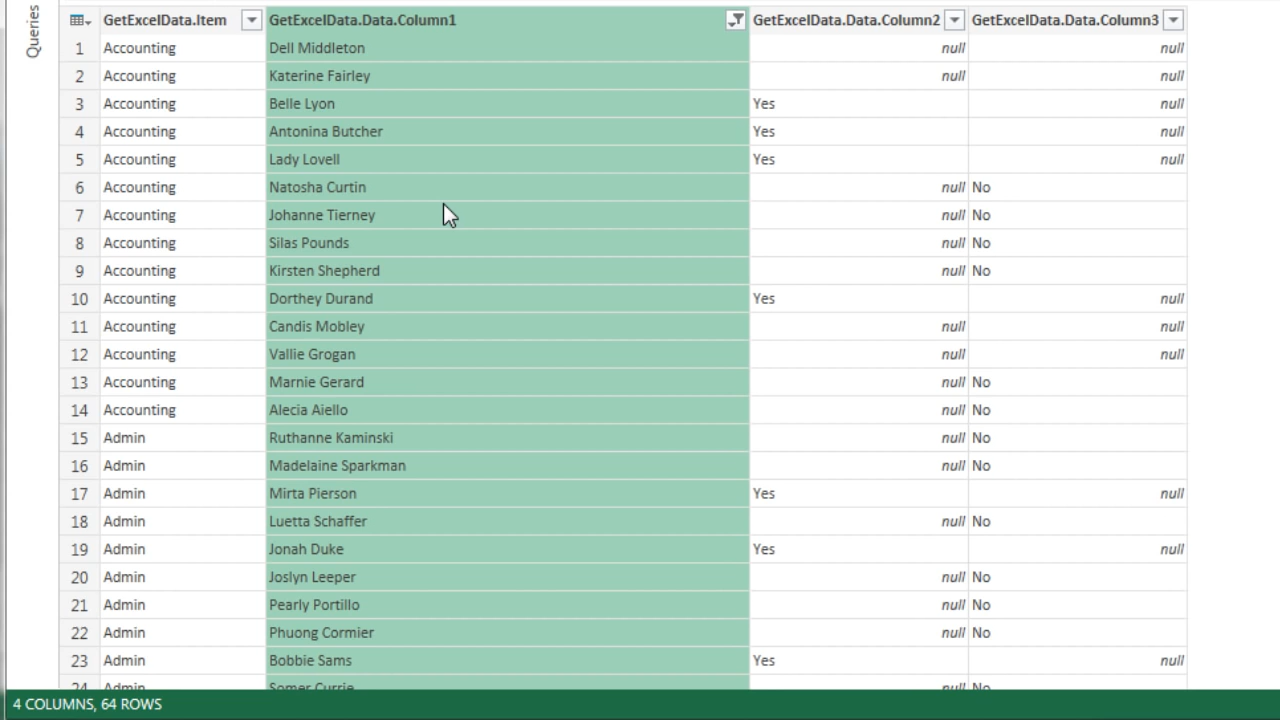 Queries
GetExcelData.Item GetExcelData.Data.Column1 GetExcelData.Data.Column2 GetExcelData.Data.Column3
1 Accounting Dell Middleton null null
2 Accounting Katerine Fairley null null
3 Accounting Belle Lyon Yes null
4 Accounting Antonina Butcher Yes null
5 Accounting Lady Lovell Yes null
6 Accounting Natosha Curtin null No
7 Accounting Johanne Tierney null No
8 Accounting Silas Pounds null No
9 Accounting Kirsten Shepherd null No
10 Accounting Dorthey Durand Yes null
11 Accounting Candis Mobley null null
12 Accounting Vallie Grogan null null
13 Accounting Marnie Gerard null No
14 Accounting Alecia Aiello null No
15 Admin Ruthanne Kaminski null No
16 Admin Madelaine Sparkman null No
17 Admin Mirta Pierson Yes null
18 Admin Luetta Schaffer null No
19 Admin Jonah Duke Yes null
20 Admin Joslyn Leeper null No
21 Admin Pearly Portillo null No
22 Admin Phuong Cormier null No
23 Admin Bobbie Sams Yes null
24 Admin Somer Currie null No
4 COLUMNS, 64 ROWS